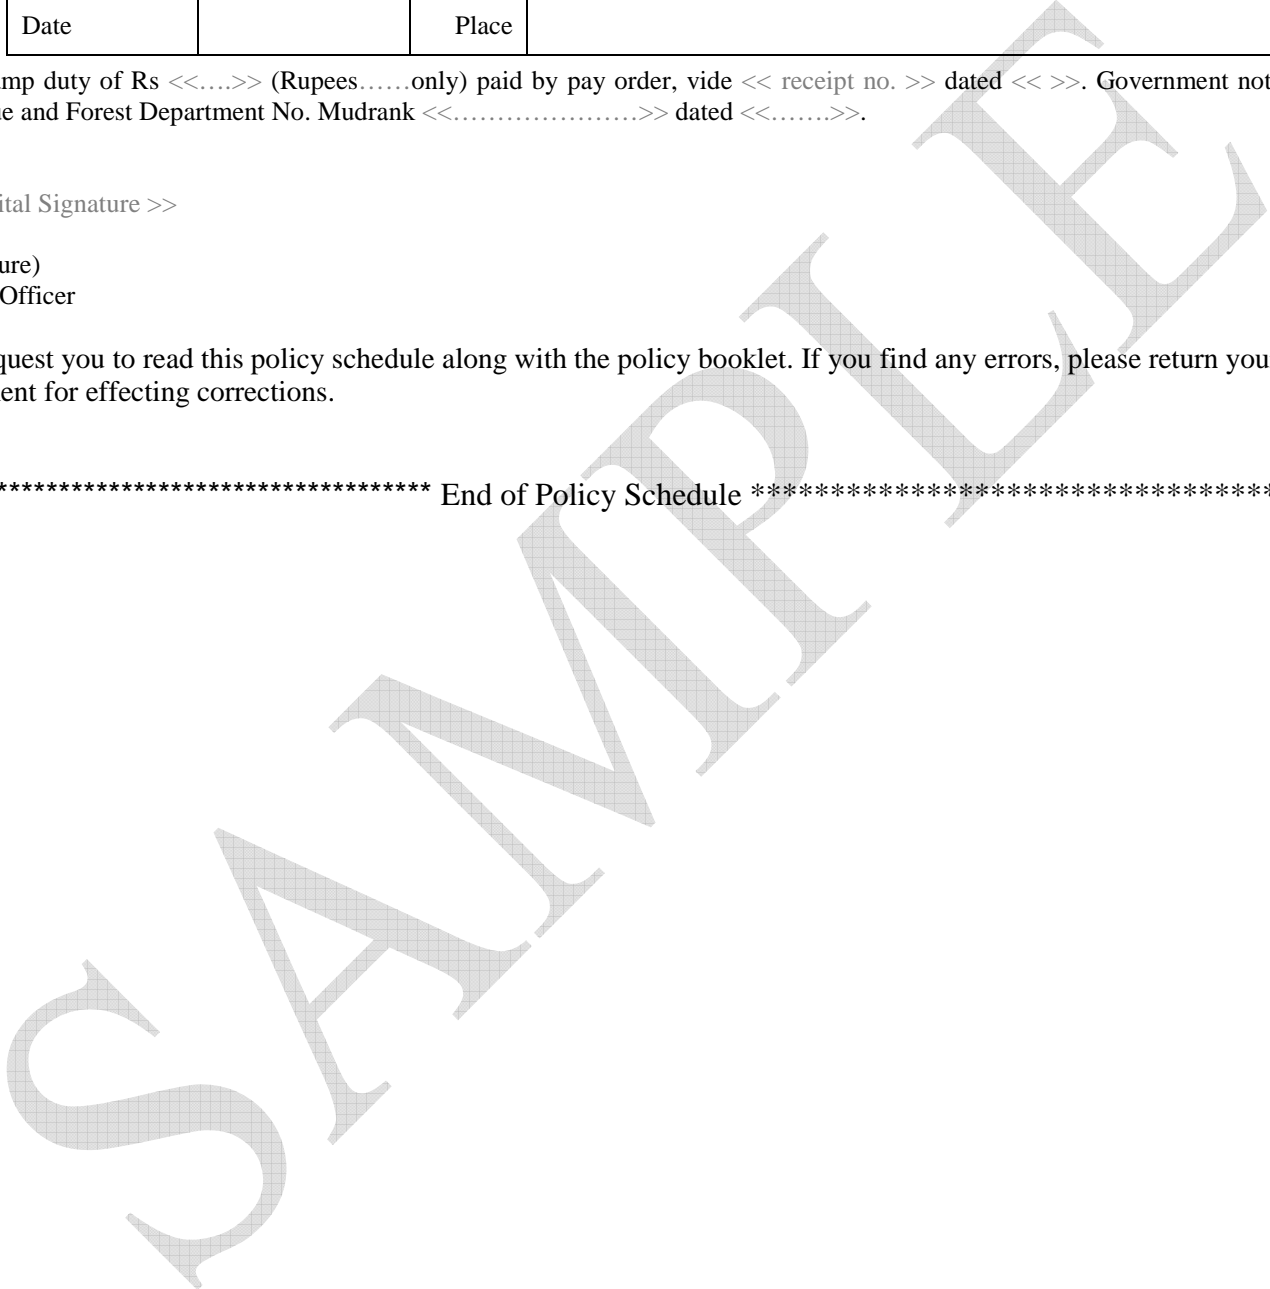 Date Place
mp duty of Rs <<….>> (Rupees……only) paid by pay order, vide << receipt no. >> dated << >>. Government not
e and Forest Department No. Mudrank <<…………………>> dated <<…….>>.
ital Signature >>
ure)
Officer
quest you to read this policy schedule along with the policy booklet. If you find any errors, please return you
ent for effecting corrections.
*********************************** End of Policy Schedule *********************************
SAMPLE